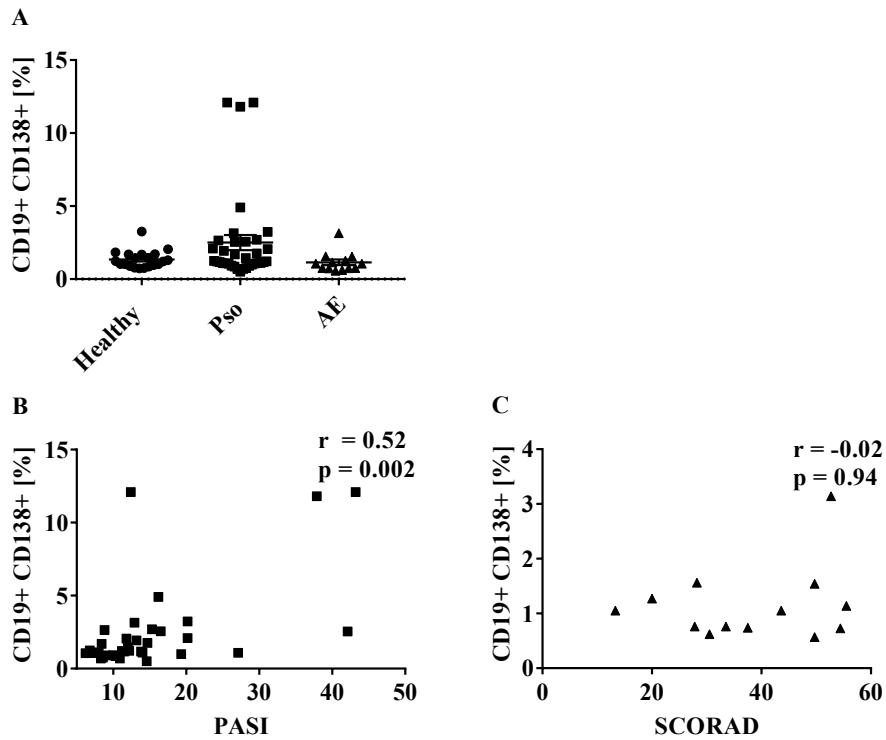 A
CD19+ CD138+ [%]
15
10
5
0
Healthy
Pso
AE
B
CD19+ CD138+ [%]
15
10
5
0
10
20
30
40
50
PASI
r = 0.52
p = 0.002
C
CD19+ CD138+ [%]
4
3
2
1
0
0
20
40
60
SCORAD
r = -0.02
p = 0.94